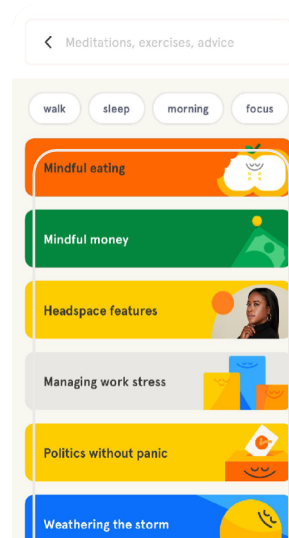 Meditations, exercises, advice
walk sleep morning focus
Mindful eating
Mindful money
Headspace features
Managing work stress
Politics without panic
Weathering the storm